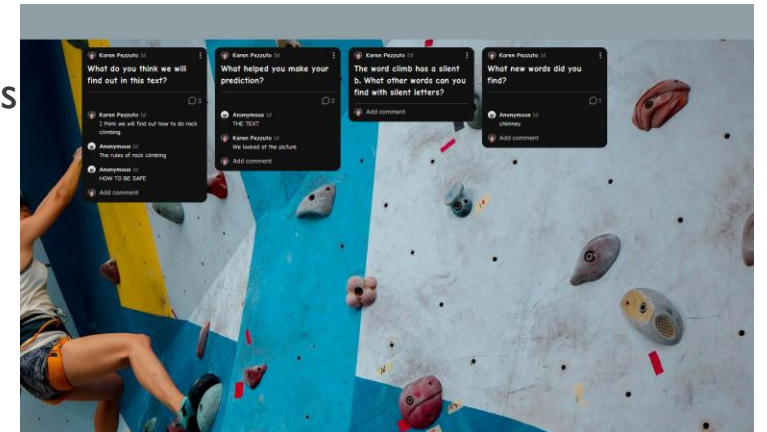 s
Karen Pezzuto 1d
What do you think we will
find out in this text?
3
Karen Pezzuto 1d
I think we will find out how to do rock
climbing
Anonymous 1d
The rules of rock climbing
Anonymous 1d
HOW TO BE SAFE
Add comment
Karen Pezzuto 2d
What helped you make your
prediction?
2
Anonymous 1d
THE TEXT
Karen Pezzuto 1d
We looked at the picture
Add comment
Karen Pezzuto 2d
The word climb has a silent
b. What other words can you
find with silent letters?
Add comment
Karen Pezzuto 2d
What new words did you
find?
1
Anonymous 1d
chimney
Add comment